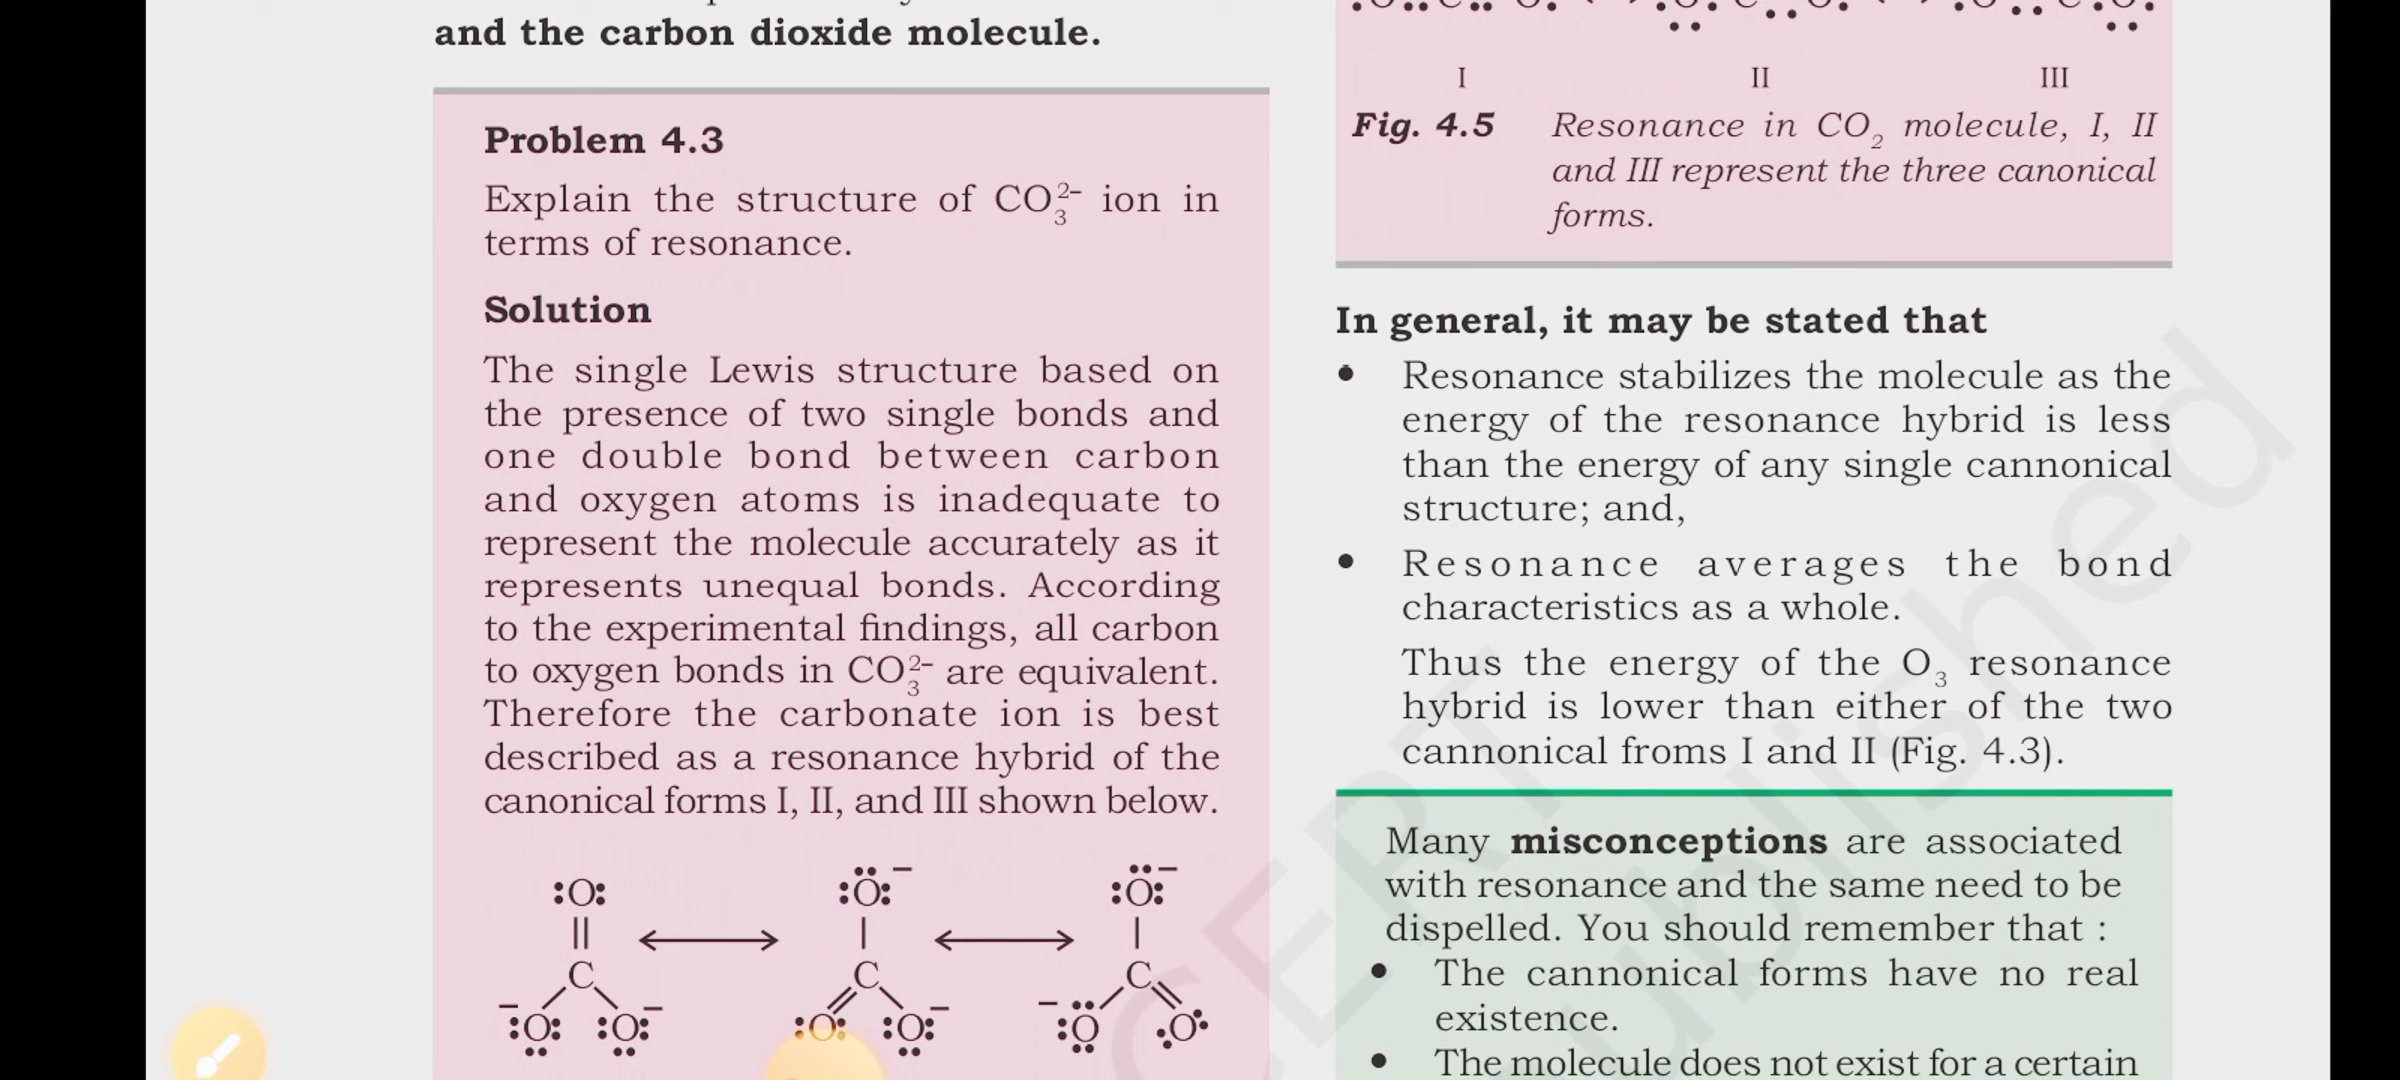 and the carbon dioxide molecule.
Problem 4.3
Explain the structure of CO₃²⁻ ion in
terms of resonance.
Solution
The single Lewis structure based on
the presence of two single bonds and
one double bond between carbon
and oxygen atoms is inadequate to
represent the molecule accurately as it
represents unequal bonds. According
to the experimental findings, all carbon
to oxygen bonds in CO₃²⁻ are equivalent.
Therefore the carbonate ion is best
described as a resonance hybrid of the
canonical forms I, II, and III shown below.
:O: :Ö:⁻ :Ö:⁻
C C C
:O: :O: :O: :O: :O :O:
I II III
Fig. 4.5 Resonance in CO₂ molecule, I, II
and III represent the three canonical
forms.
In general, it may be stated that
• Resonance stabilizes the molecule as the
energy of the resonance hybrid is less
than the energy of any single cannonical
structure; and,
• Resonance averages the bond
characteristics as a whole.
Thus the energy of the O₃ resonance
hybrid is lower than either of the two
cannonical froms I and II (Fig. 4.3).
Many misconceptions are associated
with resonance and the same need to be
dispelled. You should remember that :
• The cannonical forms have no real
existence.
• The molecule does not exist for a certain